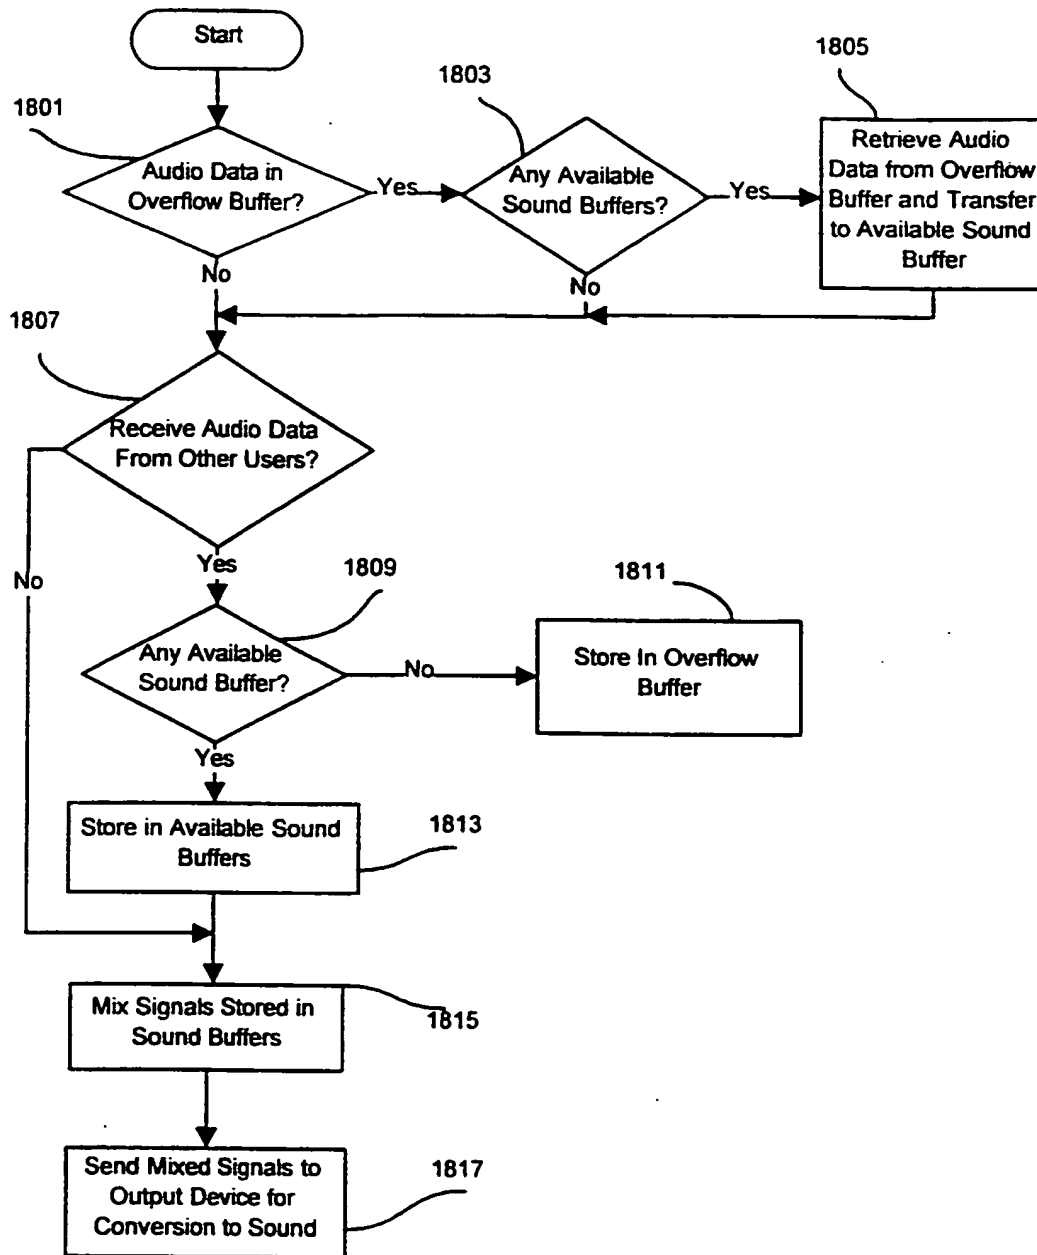 Start
1801
1803
1805
Audio Data in
Overflow Buffer?
Yes
Any Available
Sound Buffers?
Yes
Retrieve Audio
Data from Overflow
Buffer and Transfer
to Available Sound
Buffer
No
No
1807
Receive Audio Data
From Other Users?
No
Yes
1809
1811
Any Available
Sound Buffer?
No
Store In Overflow
Buffer
Yes
Store in Available Sound
Buffers
1813
Mix Signals Stored in
Sound Buffers
1815
Send Mixed Signals to
Output Device for
Conversion to Sound
1817